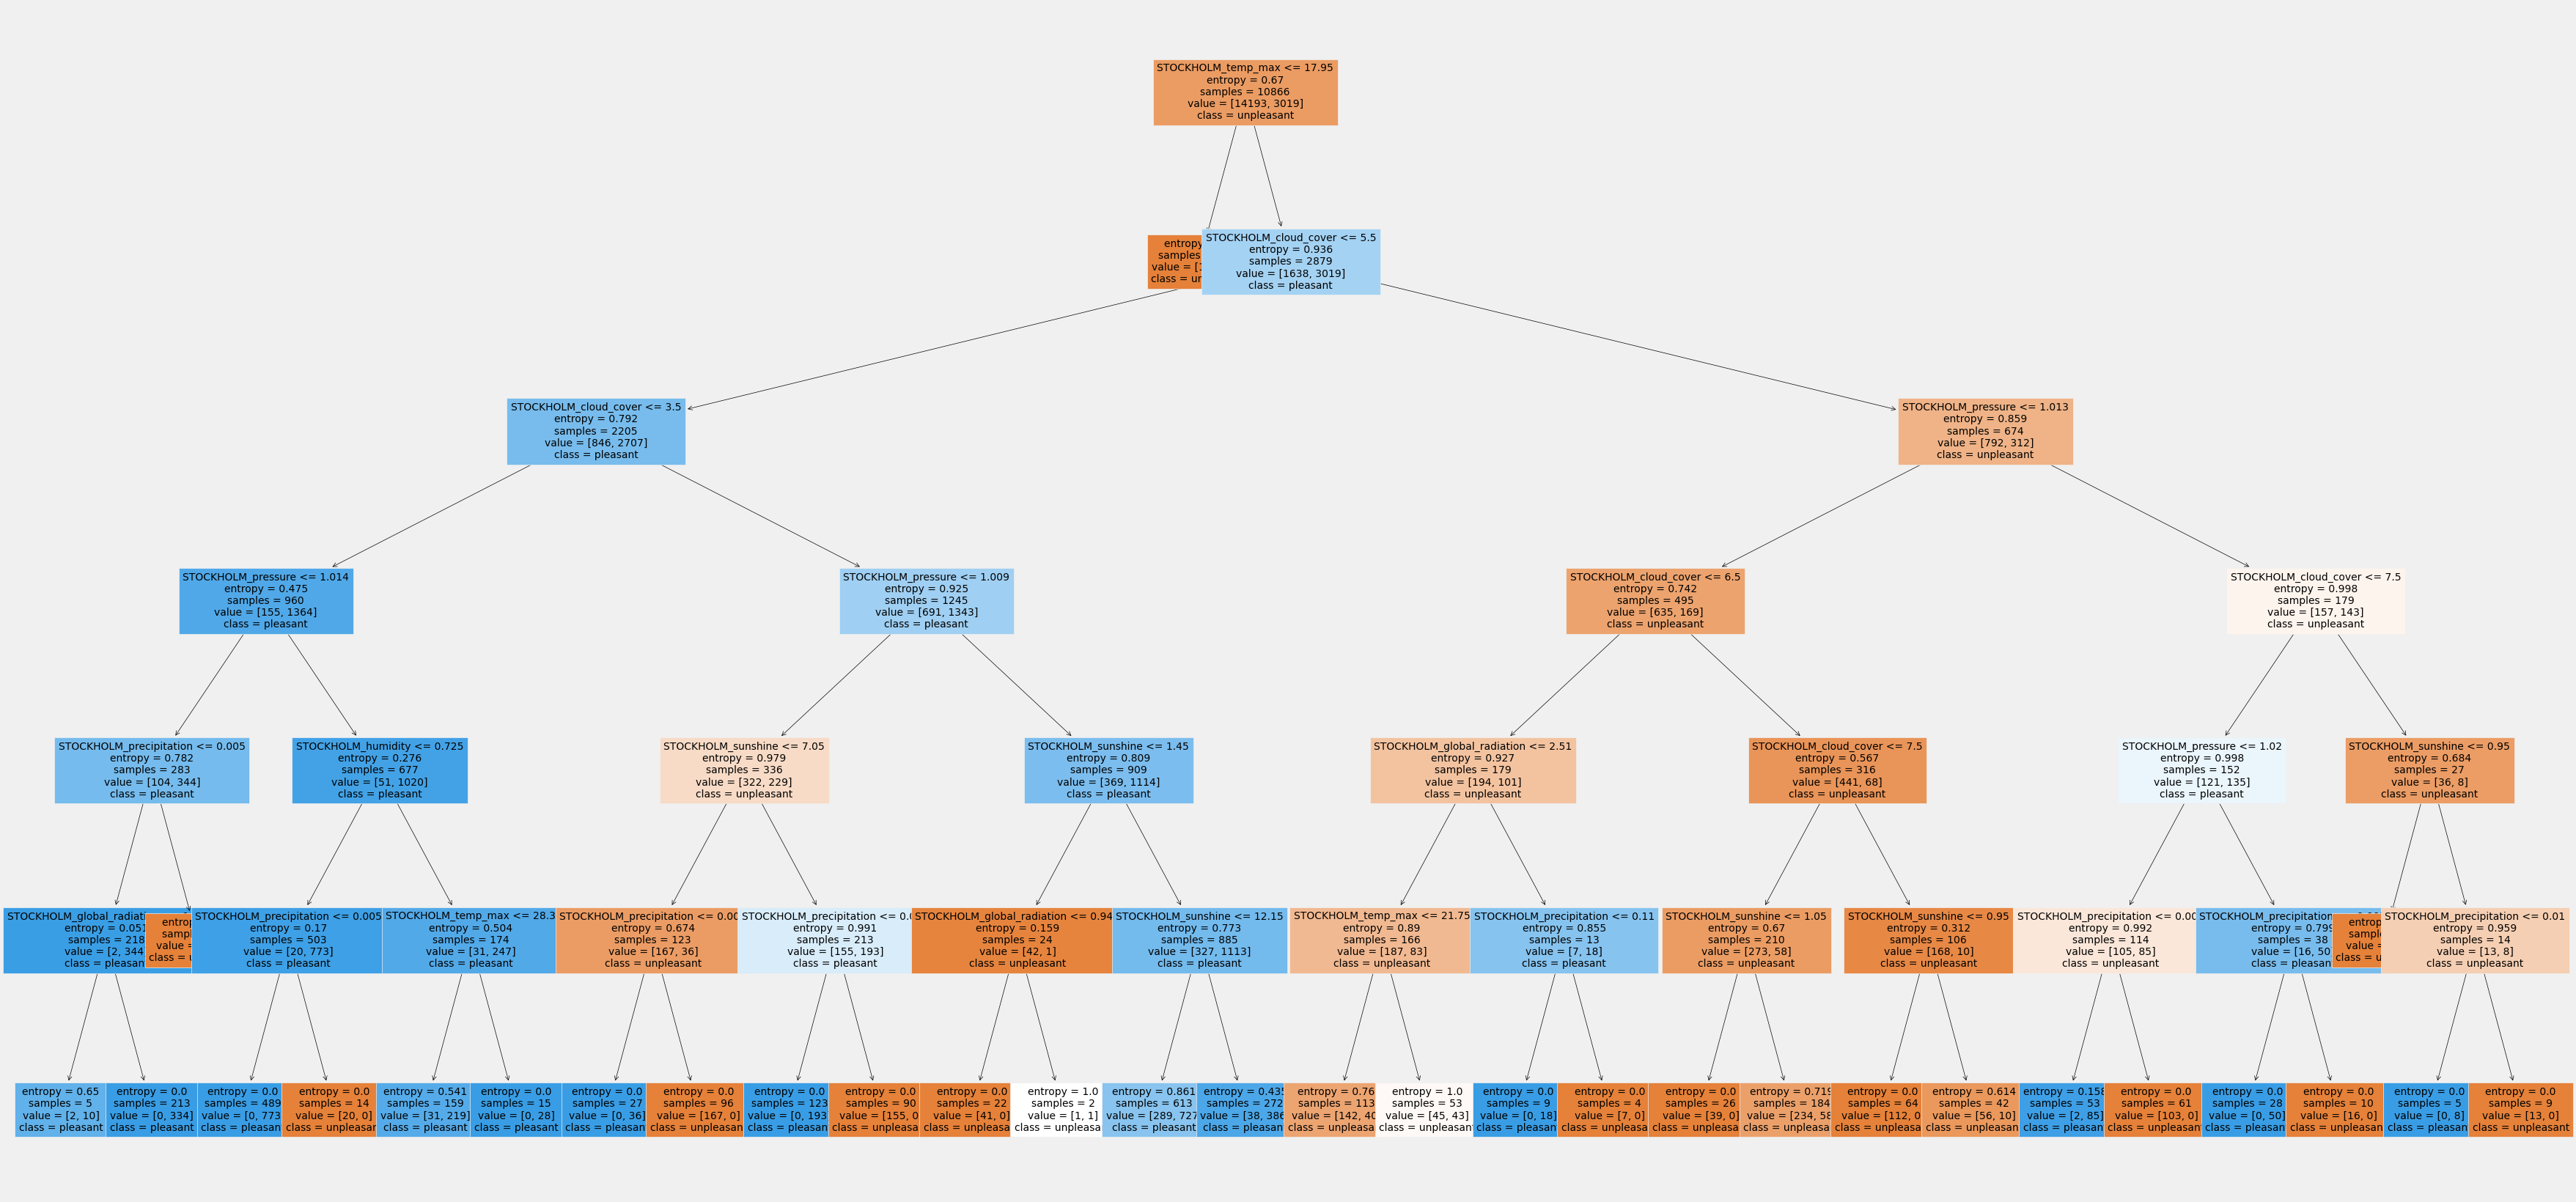 STOCKHOLM_temp_max <= 17.95
entropy = 0.67
samples = 10866
value = [14193, 3019]
class = unpleasant
entropy
samples
value = [
class =
STOCKHOLM_cloud_cover <= 5.5
entropy = 0.936
samples = 2879
value = [1638, 3019]
class = pleasant
STOCKHOLM_cloud_cover <= 3.5
entropy = 0.792
samples = 2205
value = [846, 2707]
class = pleasant
STOCKHOLM_pressure <= 1.013
entropy = 0.859
samples = 674
value = [792, 312]
class = unpleasant
STOCKHOLM_pressure <= 1.014
entropy = 0.475
samples = 960
value = [155, 1364]
class = pleasant
STOCKHOLM_pressure <= 1.009
entropy = 0.925
samples = 1245
value = [691, 1343]
class = pleasant
STOCKHOLM_cloud_cover <= 6.5
entropy = 0.742
samples = 495
value = [635, 169]
class = unpleasant
STOCKHOLM_cloud_cover <= 7.5
entropy = 0.998
samples = 179
value = [157, 143]
class = unpleasant
STOCKHOLM_precipitation <= 0.005
entropy = 0.782
samples = 283
value = [104, 344]
class = pleasant
STOCKHOLM_humidity <= 0.725
entropy = 0.276
samples = 677
value = [51, 1020]
class = pleasant
STOCKHOLM_sunshine <= 7.05
entropy = 0.979
samples = 336
value = [322, 229]
class = unpleasant
STOCKHOLM_sunshine <= 1.45
entropy = 0.809
samples = 909
value = [369, 1114]
class = pleasant
STOCKHOLM_global_radiation <= 2.51
entropy = 0.927
samples = 179
value = [194, 101]
class = unpleasant
STOCKHOLM_cloud_cover <= 7.5
entropy = 0.567
samples = 316
value = [441, 68]
class = unpleasant
STOCKHOLM_pressure <= 1.02
entropy = 0.998
samples = 152
value = [121, 135]
class = pleasant
STOCKHOLM_sunshine <= 0.95
entropy = 0.684
samples = 27
value = [36, 8]
class = unpleasant
entropy = 0.051
samples = 218
value = [2, 344
class = pleasan
value =
class =
STOCKHOLM_precipitation <= 0.005
entropy = 0.17
samples = 503
value = [20, 773]
class = pleasant
STOCKHOLM_temp_max <= 28.3
entropy = 0.504
samples = 174
value = [31, 247]
class = pleasant
STOCKHOLM_precipitation <= 0.00
entropy = 0.674
samples = 123
value = [167, 36]
class = unpleasant
STOCKHOLM_precipitation <= 0.0
entropy = 0.991
samples = 213
value = [155, 193]
class = pleasant
STOCKHOLM_global_radiation <= 0.94
entropy = 0.159
samples = 24
value = [42, 1]
class = unpleasant
STOCKHOLM_sunshine <= 12.15
entropy = 0.773
samples = 885
value = [327, 1113]
class = pleasant
STOCKHOLM_temp_max <= 21.75
entropy = 0.89
samples = 166
value = [187, 83]
class = unpleasant
STOCKHOLM_precipitation <= 0.11
entropy = 0.855
samples = 13
value = [7, 18]
class = pleasant
STOCKHOLM_sunshine <= 1.05
entropy = 0.67
samples = 210
value = [273, 58]
class = unpleasant
STOCKHOLM_sunshine <= 0.95
entropy = 0.312
samples = 106
value = [168, 10]
class = unpleasant
STOCKHOLM_precipitation <= 0.00
entropy = 0.992
samples = 114
value = [105, 85]
class = unpleasant
STOCKHOLM_precipitation
entropy = 0.799
samples = 38
value = [16, 50
class = pleasant
value =
class =
STOCKHOLM_precipitation <= 0.01
entropy = 0.959
samples = 14
value = [13, 8]
class = unpleasant
entropy = 0.65
samples = 5
value = [2, 10]
class = pleasant
entropy = 0.0
samples = 213
value = [0, 334]
class = pleasant
entropy = 0.0
samples = 489
value = [0, 773
class = pleasant
entropy = 0.0
samples = 14
value = [20, 0]
class = unpleasan
entropy = 0.541
samples = 159
value = [31, 219]
class = pleasant
entropy = 0.0
samples = 15
value = [0, 28]
class = pleasant
entropy = 0.0
samples = 27
value = [0, 36]
class = pleasant
entropy = 0.0
samples = 96
value = [167, 0]
class = unpleasant
entropy = 0.0
samples = 123
value = [0, 193
class = pleasant
entropy = 0.0
samples = 90
value = [155, 0
class = unpleasa
entropy = 0.0
samples = 22
value = [41, 0]
class = unpleasa
entropy = 1.0
samples = 2
value = [1, 1]
class = unpleasa
entropy = 0.861
samples = 613
value = [289, 727
class = pleasant
entropy = 0.435
samples = 272
value = [38, 386
class = pleasant
entropy = 0.76
samples = 113
value = [142, 40
class = unpleasa
entropy = 1.0
samples = 53
value = [45, 43]
class = unpleasant
entropy = 0.0
samples = 9
value = [0, 18]
class = pleasan
entropy = 0.0
samples = 4
value = [7, 0]
class = unpleasan
entropy = 0.0
samples = 26
value = [39, 0]
class = unpleasa
entropy = 0.719
samples = 184
value = [234, 58
class = unpleasa
entropy = 0.0
samples = 64
value = [112, 0
class = unpleasa
entropy = 0.614
samples = 42
value = [56, 10]
class = unpleasant
entropy = 0.158
samples = 53
value = [2, 85]
class = pleasan
entropy = 0.0
samples = 61
value = [103, 0]
class = unpleasan
entropy = 0.0
samples = 28
value = [0, 50]
class = pleasant
entropy = 0.0
samples = 10
value = [16, 0]
class = unpleasan
entropy = 0.0
samples = 5
value = [0, 8]
class = pleasant
entropy = 0.0
samples = 9
value = [13, 0]
class = unpleasant